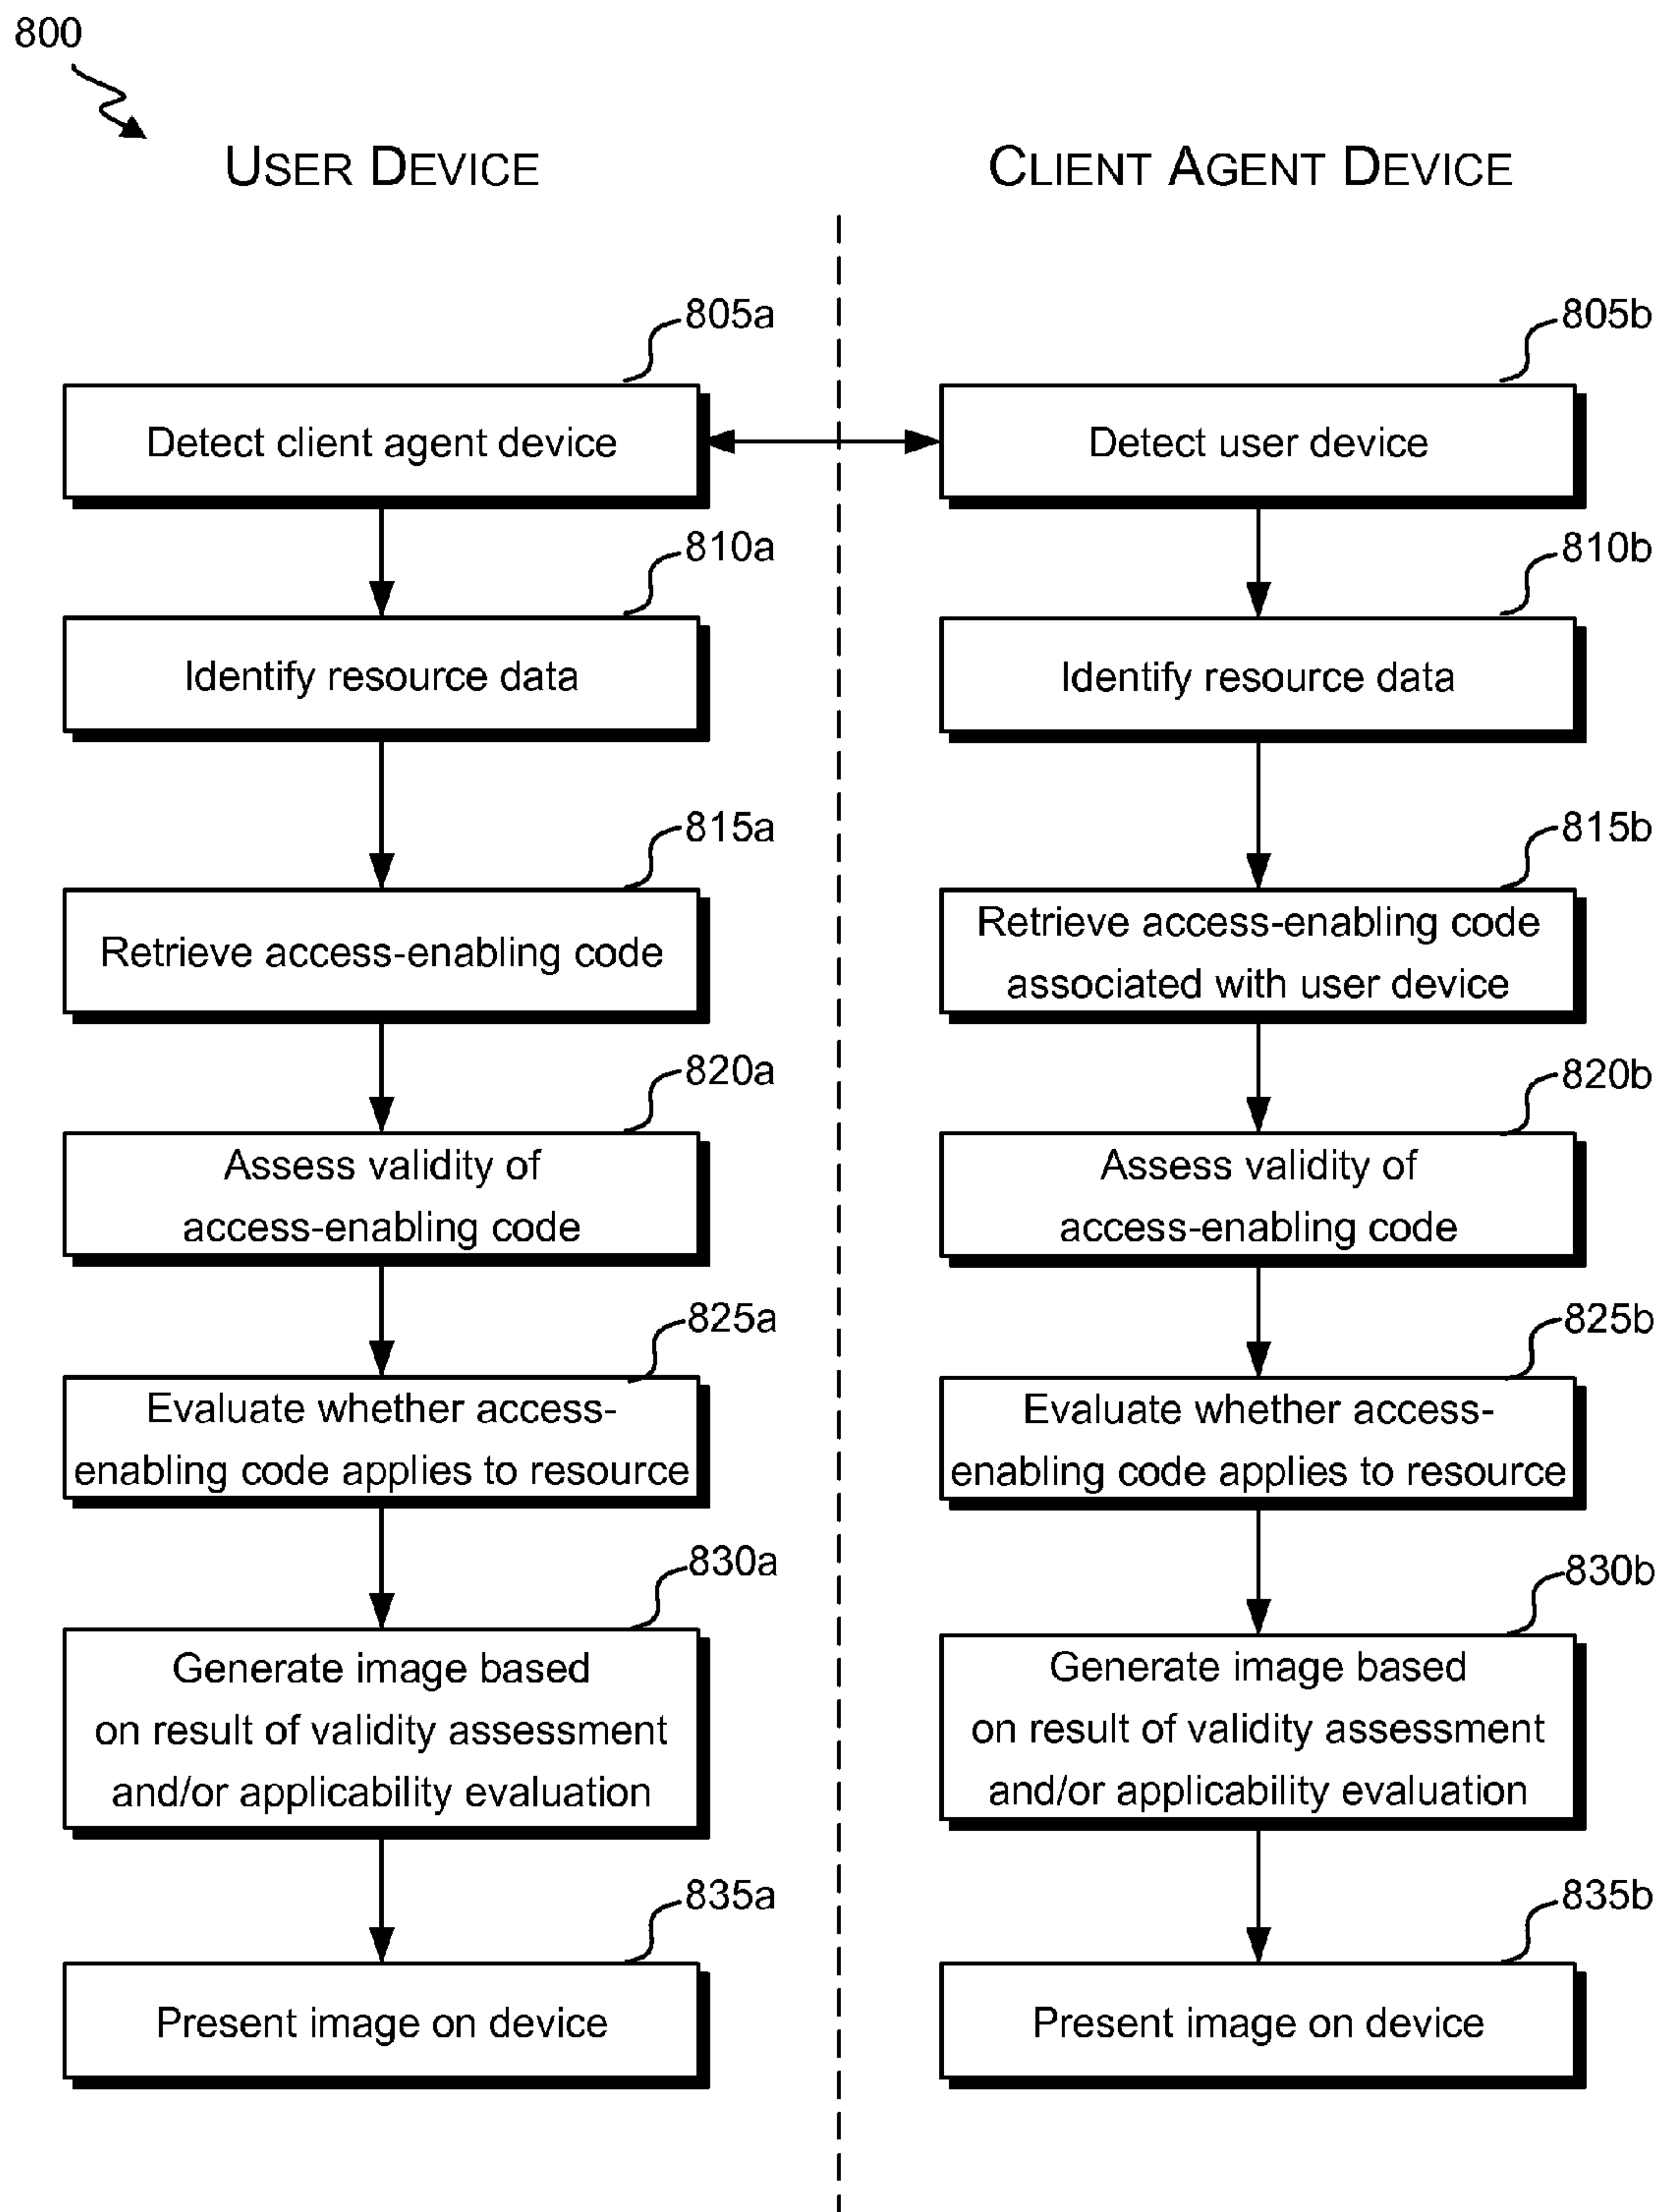 800
USER DEVICE
CLIENT AGENT DEVICE
805a
Detect client agent device
810a
Identify resource data
815a
Retrieve access-enabling code
820a
Assess validity of
access-enabling code
825a
Evaluate whether access-
enabling code applies to resource
830a
Generate image based
on result of validity assessment
and/or applicability evaluation
835a
Present image on device
805b
Detect user device
810b
Identify resource data
815b
Retrieve access-enabling code
associated with user device
820b
Assess validity of
access-enabling code
825b
Evaluate whether access-
enabling code applies to resource
830b
Generate image based
on result of validity assessment
and/or applicability evaluation
835b
Present image on device